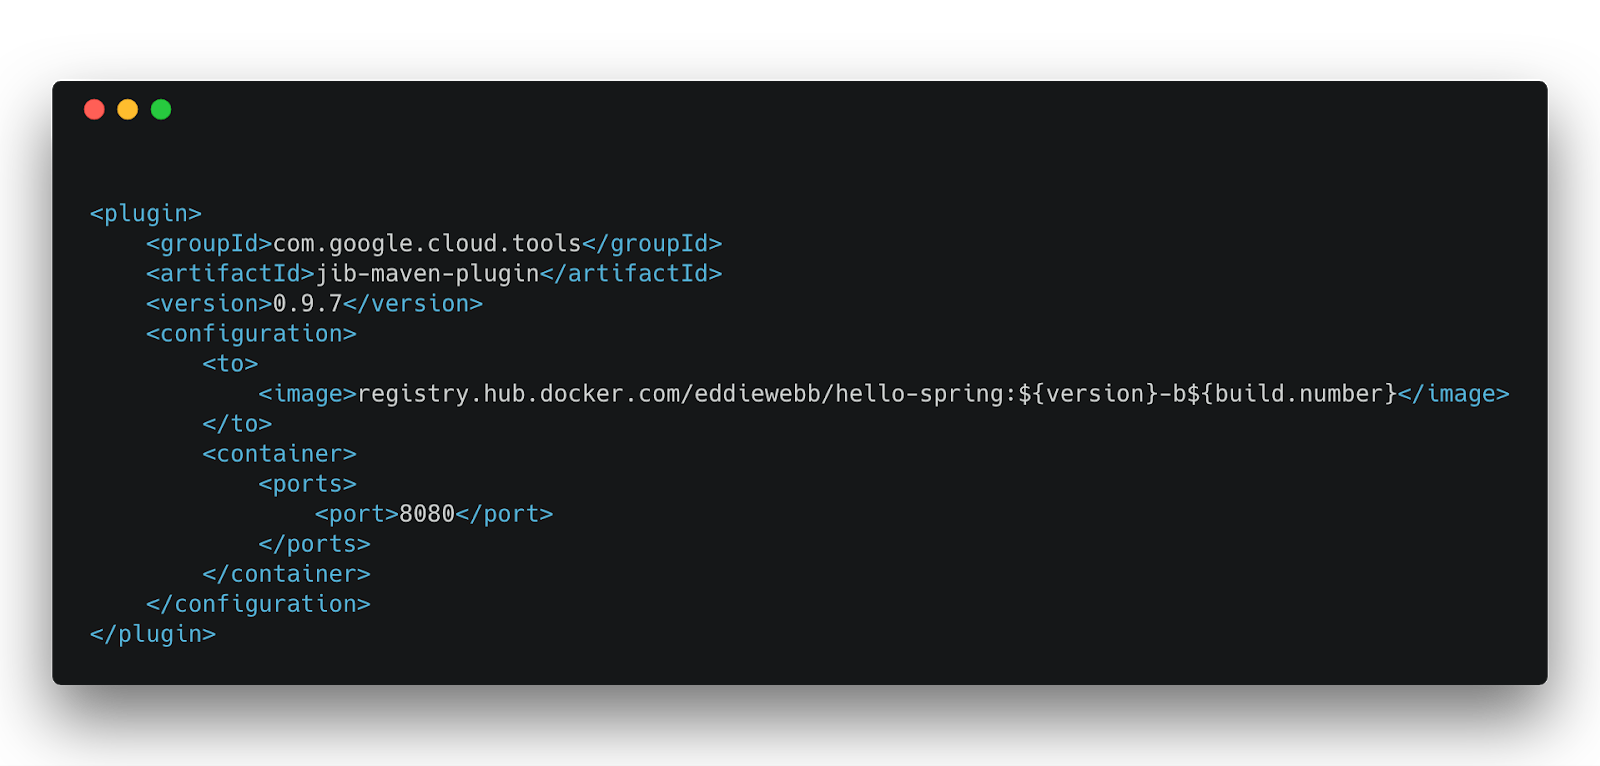 <plugin>
    <groupId>com.google.cloud.tools</groupId>
    <artifactId>jib-maven-plugin</artifactId>
    <version>0.9.7</version>
    <configuration>
        <to>
            <image>registry.hub.docker.com/eddiewebb/hello-spring:${version}-b${build.number}</image>
        </to>
        <container>
            <ports>
                <port>8080</port>
            </ports>
        </container>
    </configuration>
</plugin>